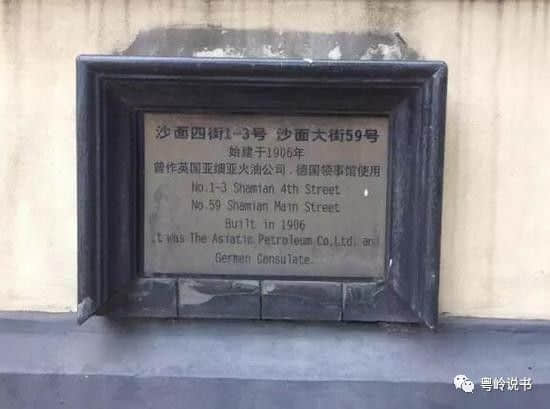 沙面四街1-3号 沙面大街59号
始建于1906年
曾作英国亚细亚火油公司、德国领事馆使用
No.1-3 Shamian 4th Street
No.59 Shamian Main Street
Built in 1906
It was The Asiatic Petroleum Co,Ltd. and
German Consulate.
粤岭说书